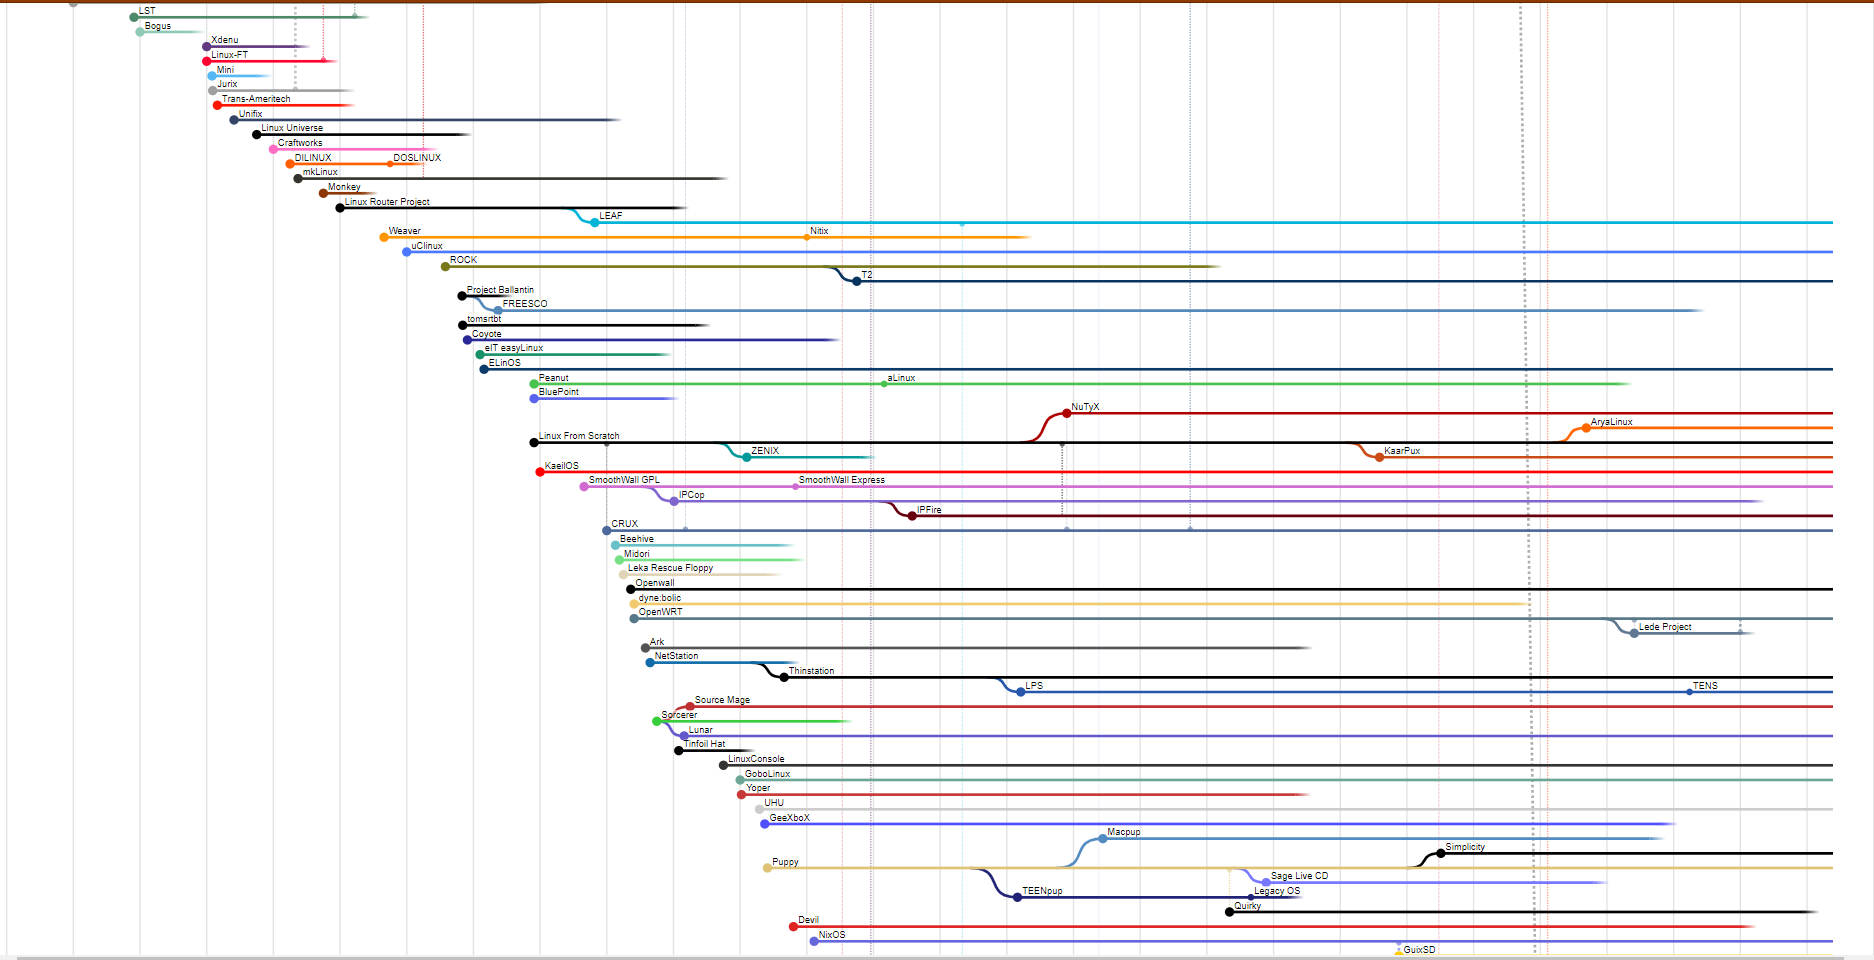 LST
Bogus
Xdenu
Linux-FT
Mini
Jurix
Trans-Ameritech
Unifix
Linux Universe
Craftworks
DILINUX DOSLINUX
mkLinux
Monkey
Linux Router Project
LEAF
Weaver Nitix
uClinux
ROCK
T2
Project Ballantin
FREESCO
tomsrtbt
Coyote
eIT easyLinux
ELinOS
Peanut aLinux
BluePoint
NuTyX
AryaLinux
Linux From Scratch
ZENIX KaarPux
KaeilOS
SmoothWall GPL SmoothWall Express
IPCop
IPFire
CRUX
Beehive
Midori
Leka Rescue Floppy
Openwall
dyne:bolic
OpenWRT
Lede Project
Ark
NetStation
Thinstation
LPS TENS
Source Mage
Sorcerer
Lunar
Tinfoil Hat
LinuxConsole
GoboLinux
Yoper
UHU
GeeXboX
Macpup
Simplicity
Puppy
Sage Live CD
TEENpup Legacy OS
Quirky
Devil
NixOS
GuixSD